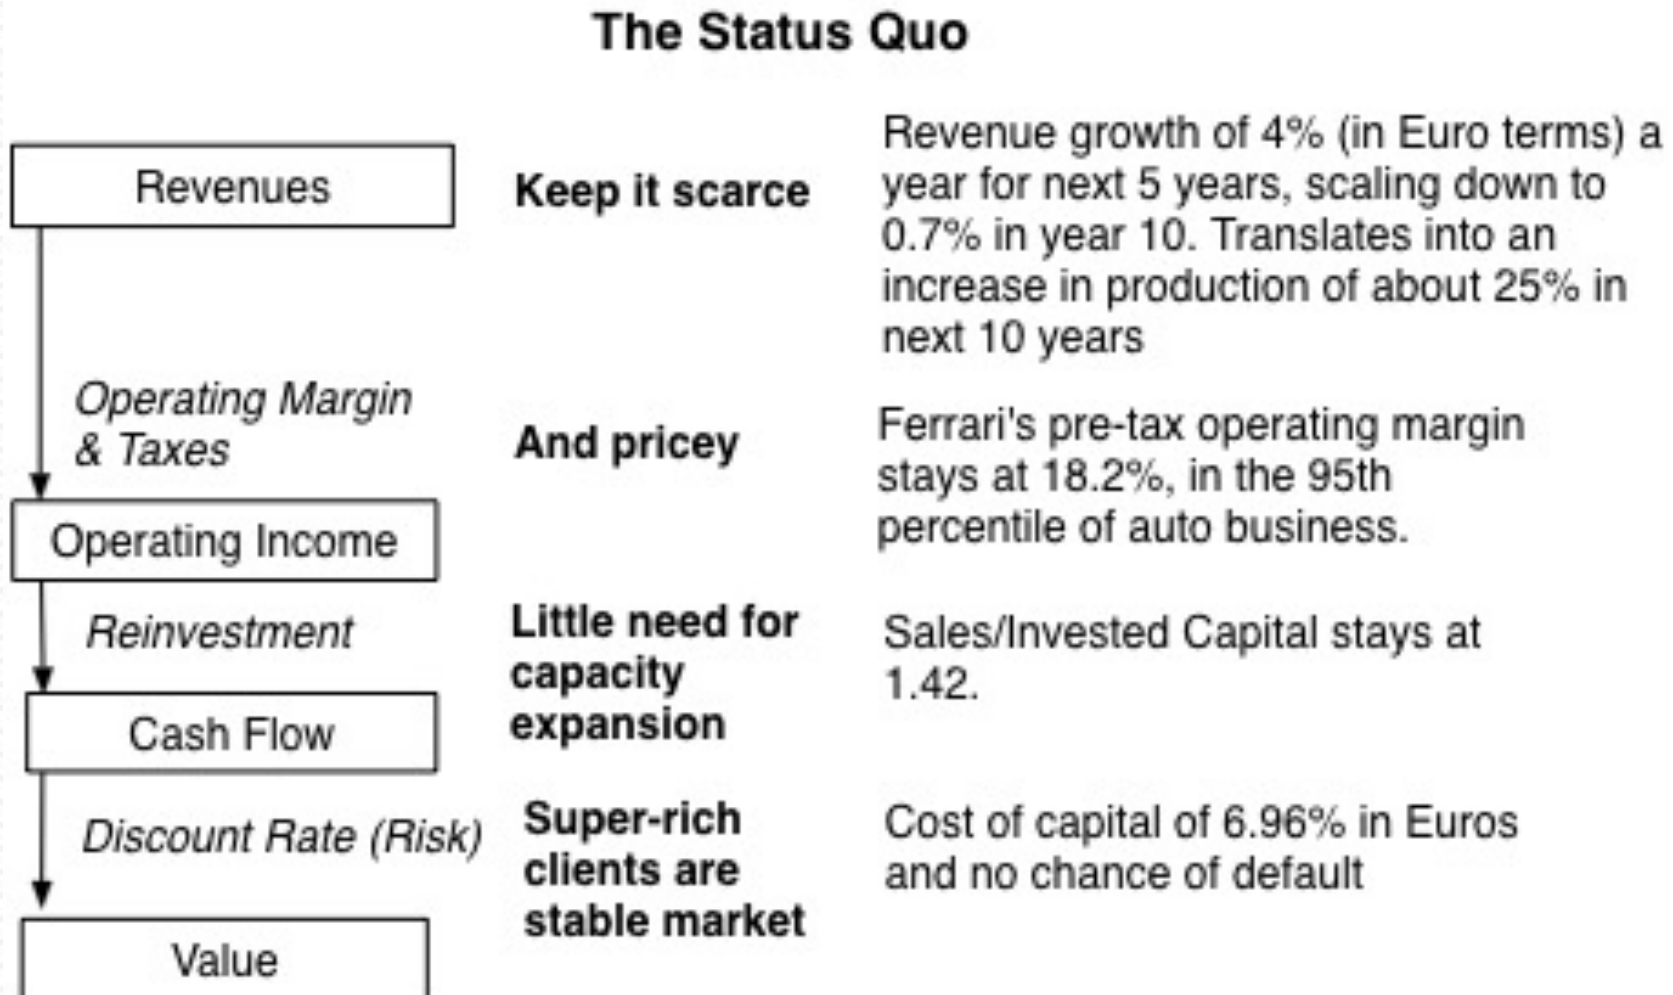 The Status Quo
Revenues
Keep it scarce
Revenue growth of 4% (in Euro terms) a
year for next 5 years, scaling down to
0.7% in year 10. Translates into an
increase in production of about 25% in
next 10 years
Operating Margin
& Taxes
And pricey
Ferrari's pre-tax operating margin
stays at 18.2%, in the 95th
percentile of auto business.
Operating Income
Reinvestment
Little need for
capacity
expansion
Sales/Invested Capital stays at
1.42.
Cash Flow
Discount Rate (Risk)
Super-rich
clients are
stable market
Cost of capital of 6.96% in Euros
and no chance of default
Value